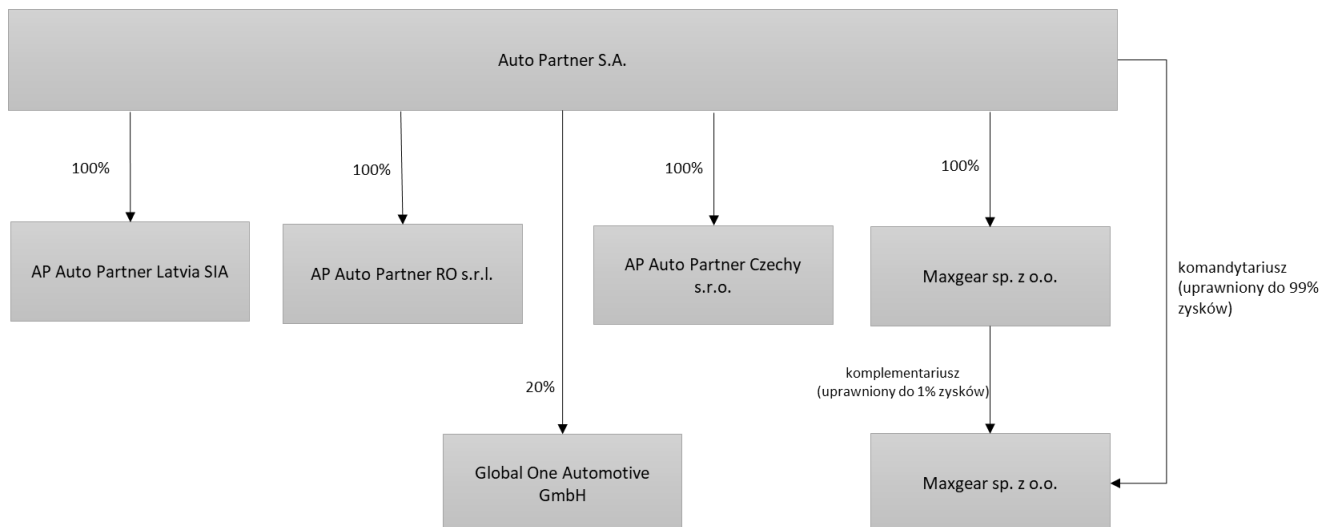 Auto Partner S.A.
100%
100%
100%
100%
AP Auto Partner Latvia SIA
AP Auto Partner RO s.r.l.
AP Auto Partner Czechy
s.r.o.
Maxgear sp. z o.o.
komandytariusz
(uprawniony do 99%
zysków)
20%
komplementariusz
(uprawniony do 1% zysków)
Global One Automotive
GmbH
Maxgear sp. z o.o.